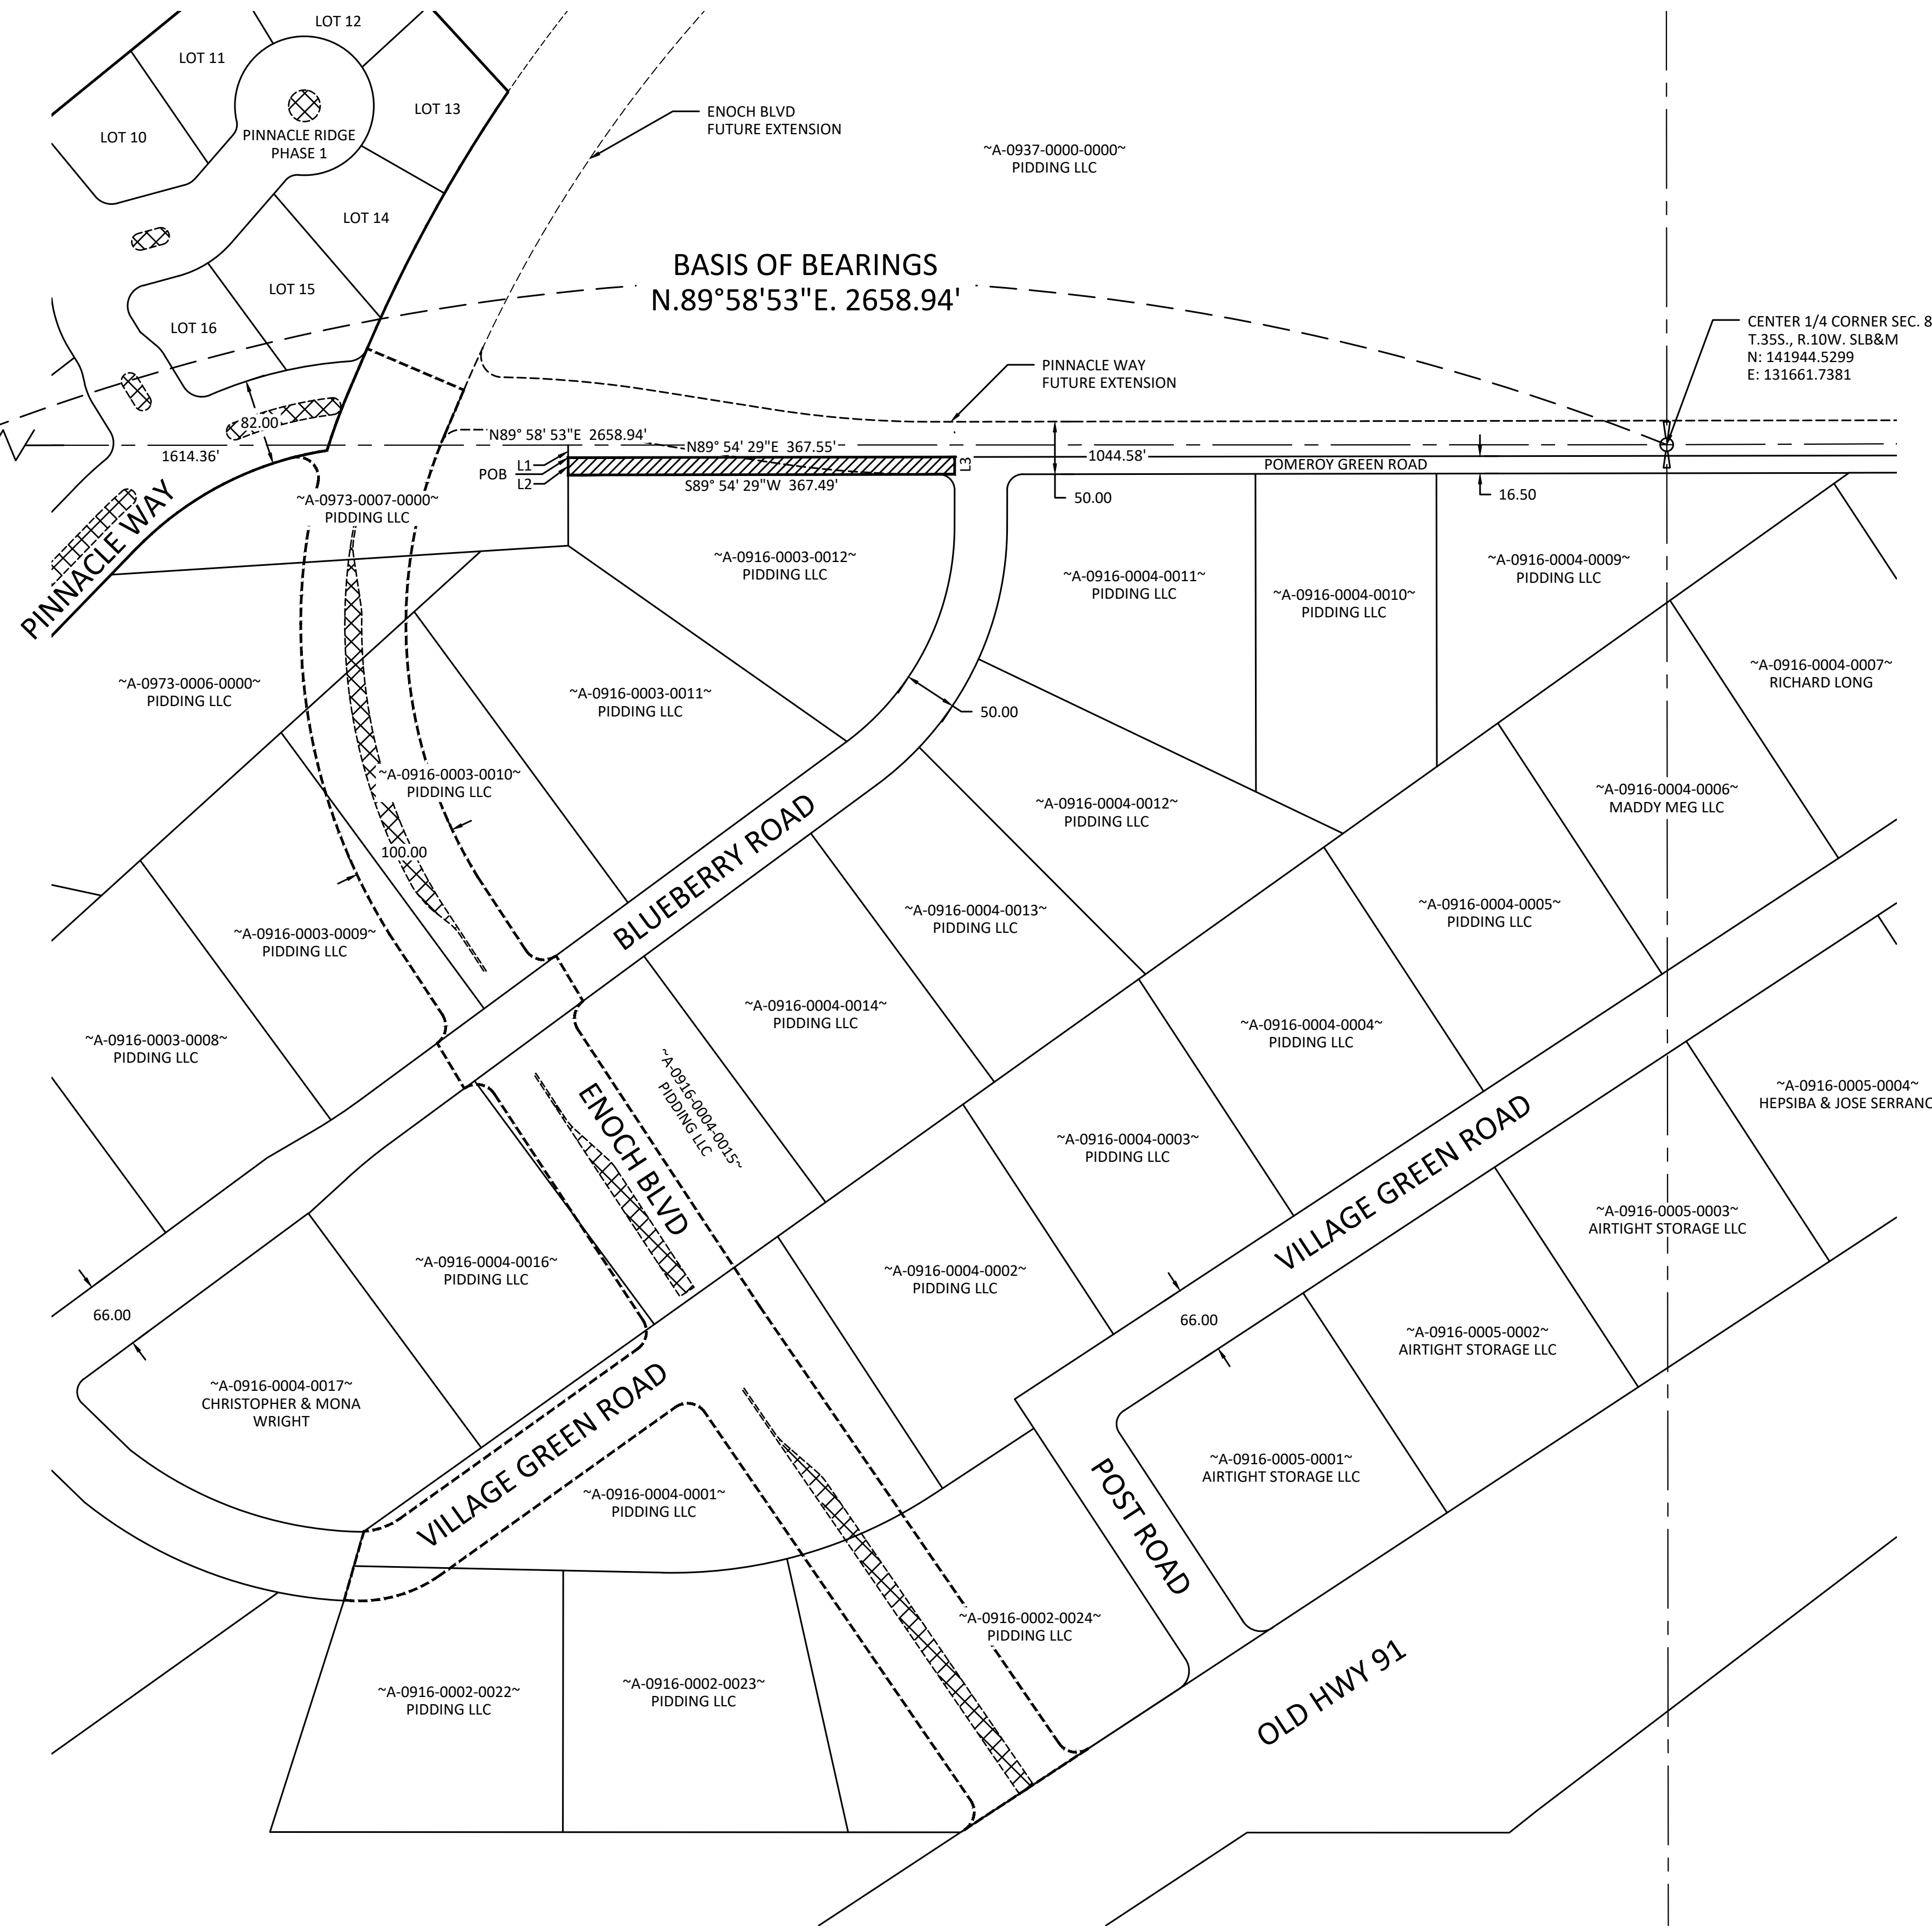 LOT 12
LOT 11
LOT 13
LOT 10
PINNACLE RIDGE
PHASE 1
ENOCH BLVD
FUTURE EXTENSION
~A-0937-0000-0000~
PIDDING LLC
LOT 14
LOT 15
LOT 16
BASIS OF BEARINGS
N.89°58'53"E. 2658.94'
CENTER 1/4 CORNER SEC. 8
T.35S., R.10W. SLB&M
N: 141944.5299
E: 131661.7381
PINNACLE WAY
FUTURE EXTENSION
82.00
1614.36'
N89° 58' 53"E 2658.94'
N89° 54' 29"E 367.55'
1044.58'
POMEROY GREEN ROAD
L1
POB
L2
L3
S89° 54' 29"W 367.49'
50.00
16.50
PINNACLE WAY
~A-0973-0007-0000~
PIDDING LLC
~A-0916-0003-0012~
PIDDING LLC
~A-0916-0004-0011~
PIDDING LLC
~A-0916-0004-0010~
PIDDING LLC
~A-0916-0004-0009~
PIDDING LLC
~A-0973-0006-0000~
PIDDING LLC
~A-0916-0003-0011~
PIDDING LLC
50.00
~A-0916-0004-0007~
RICHARD LONG
~A-0916-0003-0010~
PIDDING LLC
100.00
BLUEBERRY ROAD
~A-0916-0004-0012~
PIDDING LLC
~A-0916-0004-0006~
MADDY MEG LLC
~A-0916-0003-0009~
PIDDING LLC
~A-0916-0004-0013~
PIDDING LLC
~A-0916-0004-0005~
PIDDING LLC
~A-0916-0003-0008~
PIDDING LLC
~A-0916-0004-0014~
PIDDING LLC
~A-0916-0004-0004~
PIDDING LLC
~A-0916-0004-0015~
PIDDING LLC
ENOCH BLVD
~A-0916-0004-0003~
PIDDING LLC
VILLAGE GREEN ROAD
~A-0916-0005-0004~
HEPSIBA & JOSE SERRANO
~A-0916-0005-0003~
AIRTIGHT STORAGE LLC
~A-0916-0004-0016~
PIDDING LLC
~A-0916-0004-0002~
PIDDING LLC
66.00
66.00
~A-0916-0005-0002~
AIRTIGHT STORAGE LLC
~A-0916-0004-0017~
CHRISTOPHER & MONA
WRIGHT
VILLAGE GREEN ROAD
~A-0916-0004-0001~
PIDDING LLC
POST ROAD
~A-0916-0005-0001~
AIRTIGHT STORAGE LLC
~A-0916-0002-0024~
PIDDING LLC
~A-0916-0002-0022~
PIDDING LLC
~A-0916-0002-0023~
PIDDING LLC
OLD HWY 91